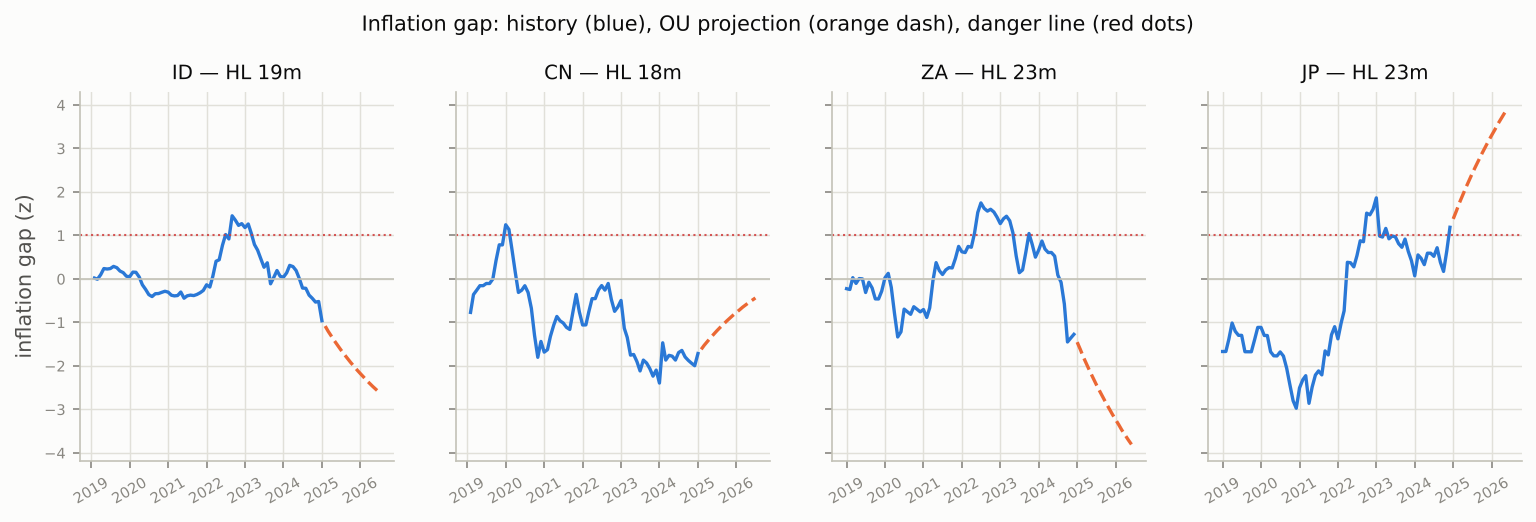 Inflation gap: history (blue), OU projection (orange dash), danger line (red dots)
ID — HL 19m
CN — HL 18m
ZA — HL 23m
JP — HL 23m
inflation gap (z)
4
3
2
1
0
−1
−2
−3
−4
2019 2020 2021 2022 2023 2024 2025 2026
2019 2020 2021 2022 2023 2024 2025 2026
2019 2020 2021 2022 2023 2024 2025 2026
2019 2020 2021 2022 2023 2024 2025 2026